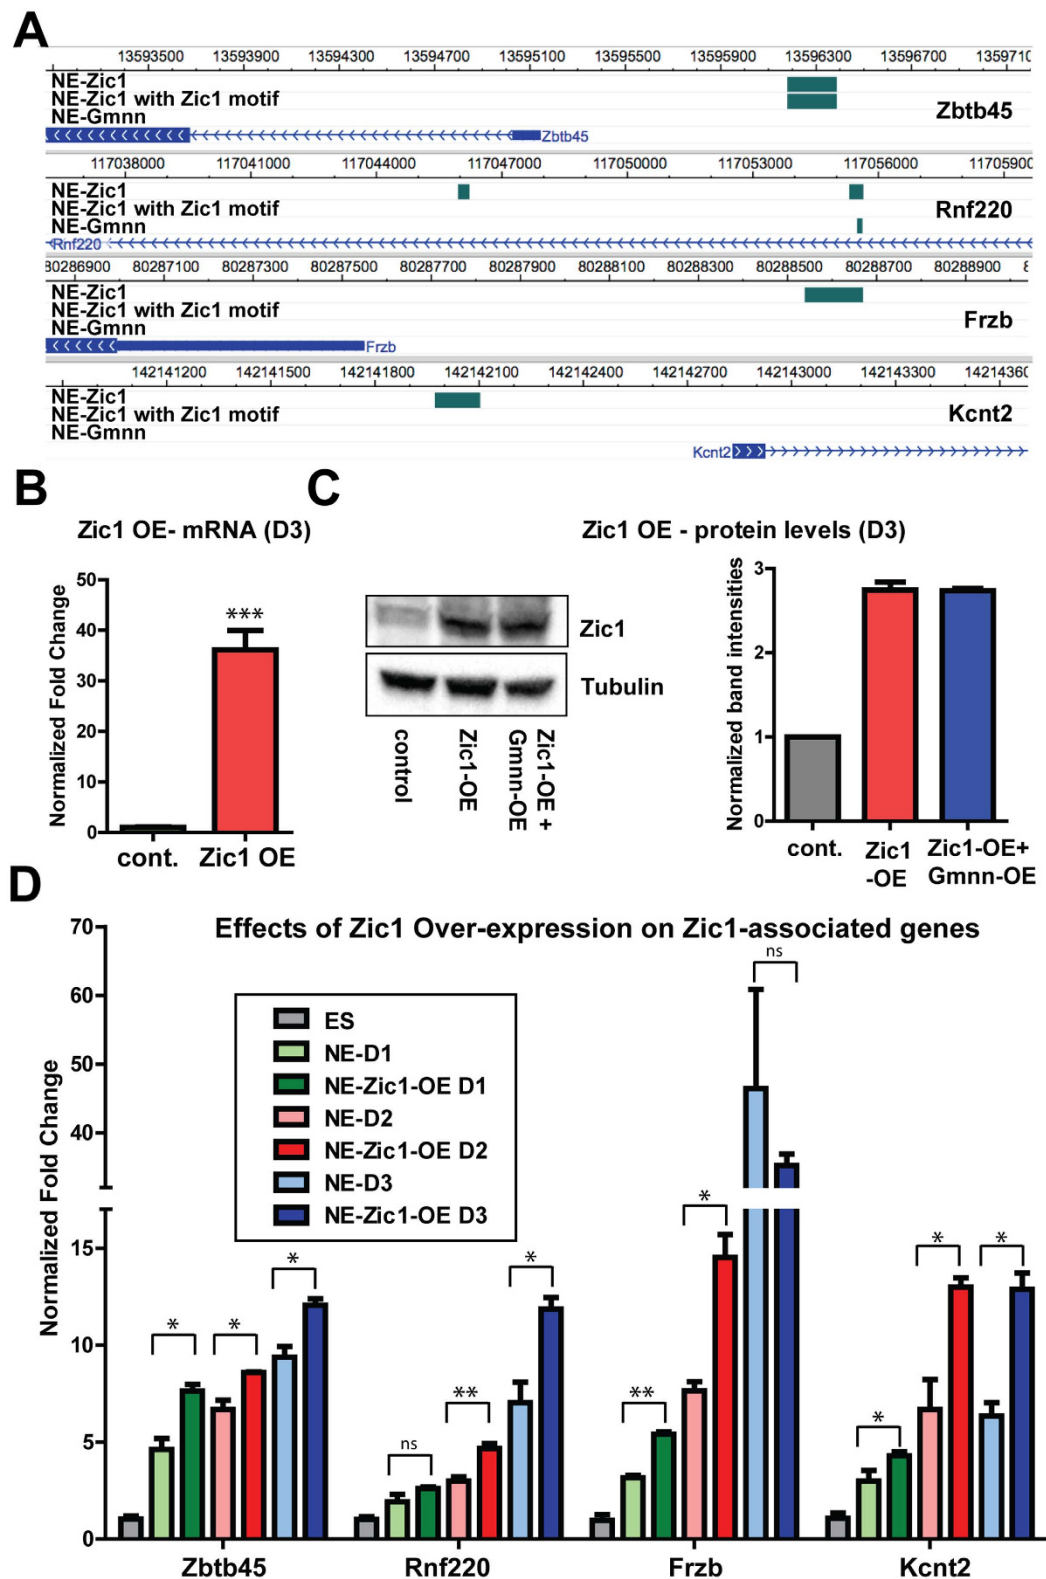 A
13593500 13593900 13594300 13594700 13595100 13595500 13595900 13596300 13596700 1359710
NE-Zic1
NE-Zic1 with Zic1 motif
NE-Gmnn
Zbtb45
Zbtb45
117038000 117041000 117044000 117047000 117050000 117053000 117056000 11705900
NE-Zic1
NE-Zic1 with Zic1 motif
NE-Gmnn
Rnf220
Rnf220
80286900 80287100 80287300 80287500 80287700 80287900 80288100 80288300 80288500 80288700 80288900 8
NE-Zic1
NE-Zic1 with Zic1 motif
NE-Gmnn
Frzb
Frzb
142141200 142141500 142141800 142142100 142142400 142142700 142143000 142143300 14214360
NE-Zic1
NE-Zic1 with Zic1 motif
NE-Gmnn
Kcnt2
Kcnt2
B
Zic1 OE- mRNA (D3)
Normalized Fold Change
50
40
30
20
10
0
***
cont. Zic1 OE
C
Zic1 OE - protein levels (D3)
Zic1
Tubulin
control
Zic1-OE
Zic1-OE +
Gmnn-OE
Normalized band intensities
3
2
1
0
cont.
Zic1
-OE
Zic1-OE+
Gmnn-OE
D
Effects of Zic1 Over-expression on Zic1-associated genes
Normalized Fold Change
70
60
50
40
15
10
5
0
ES
NE-D1
NE-Zic1-OE D1
NE-D2
NE-Zic1-OE D2
NE-D3
NE-Zic1-OE D3
* * *
ns ** *
** * ns
* * *
Zbtb45 Rnf220 Frzb Kcnt2